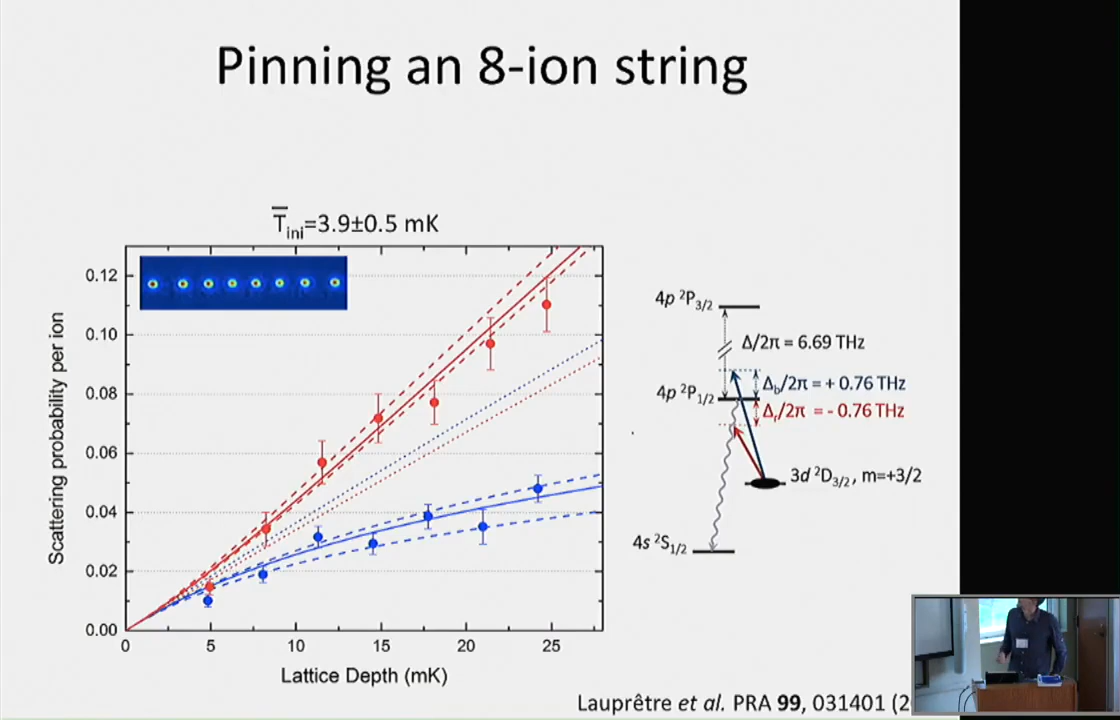 Pinning an 8-ion string
T̅ini=3.9±0.5 mK
Scattering probability per ion
0.12
0.10
0.08
0.06
0.04
0.02
0.00
0 5 10 15 20 25
Lattice Depth (mK)
4p ²P3/2
Δ/2π = 6.69 THz
Δb/2π = + 0.76 THz
4p ²P1/2
Δr/2π = - 0.76 THz
3d ²D3/2, m=+3/2
4s ²S1/2
Lauprêtre et al. PRA 99, 031401 (2